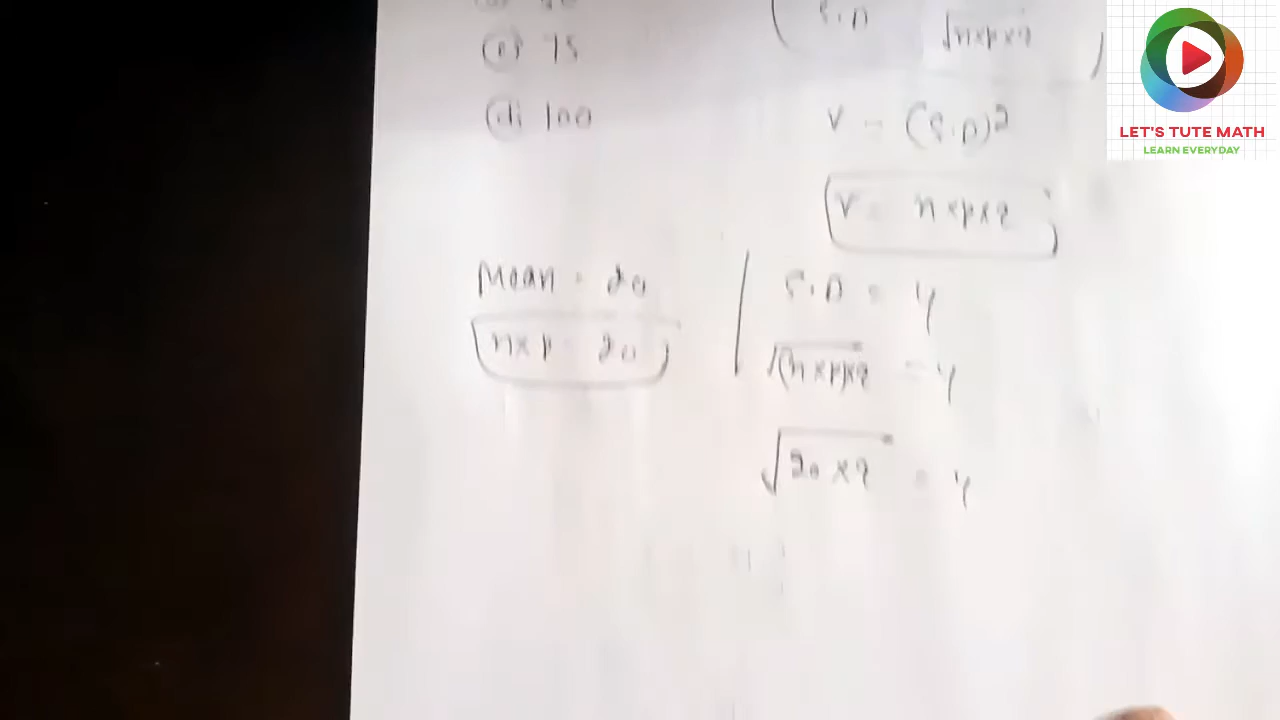 S.D √n×p×q
(c) 75
(d) 100
V = (S.D)²
V = n×p×q
Mean = 20
n×p = 20
S.D = 4
√(n×p)×q = 4
√20×q = 4
LET'S TUTE MATH
LEARN EVERYDAY